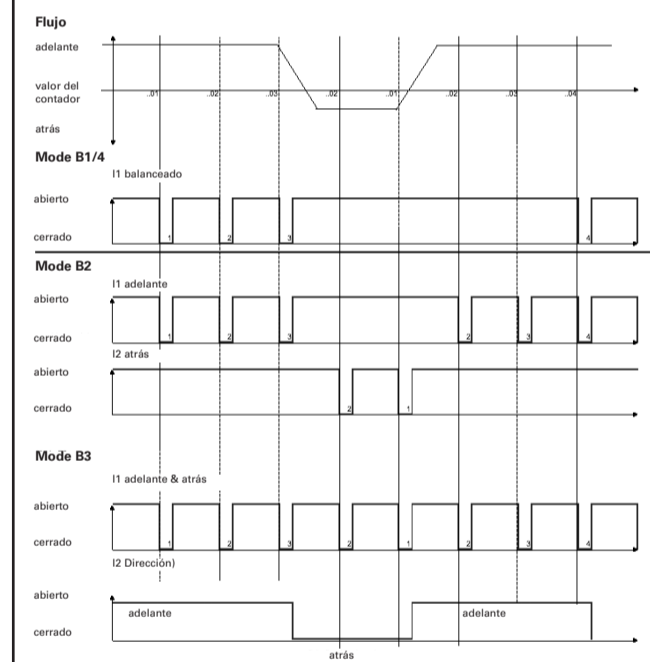 Flujo
adelante
valor del
contador
..01 ..02 ..03 ..02 ..01 ..02 ..03 ..04
atrás
Mode B1/4
I1 balanceado
abierto
cerrado
1 2 3 4
Mode B2
I1 adelante
abierto
cerrado
1 2 3 2 3 4
I2 atrás
abierto
cerrado
2 1
Mode B3
I1 adelante & atrás
abierto
cerrado
1 2 3 2 1 2 3 4
I2 Dirección)
abierto
adelante adelante
cerrado
atrás